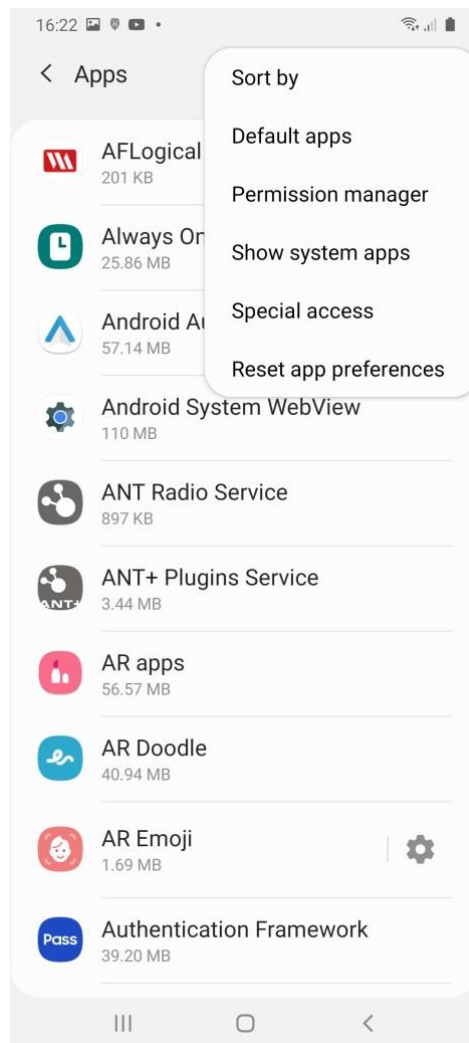 16:22
Apps
Sort by
Default apps
Permission manager
Show system apps
Special access
Reset app preferences
AFLogical
201 KB
Always On
25.86 MB
Android Au
57.14 MB
Android System WebView
110 MB
ANT Radio Service
897 KB
ANT+ Plugins Service
3.44 MB
ANT+
AR apps
56.57 MB
AR Doodle
40.94 MB
AR Emoji
1.69 MB
Pass
Authentication Framework
39.20 MB